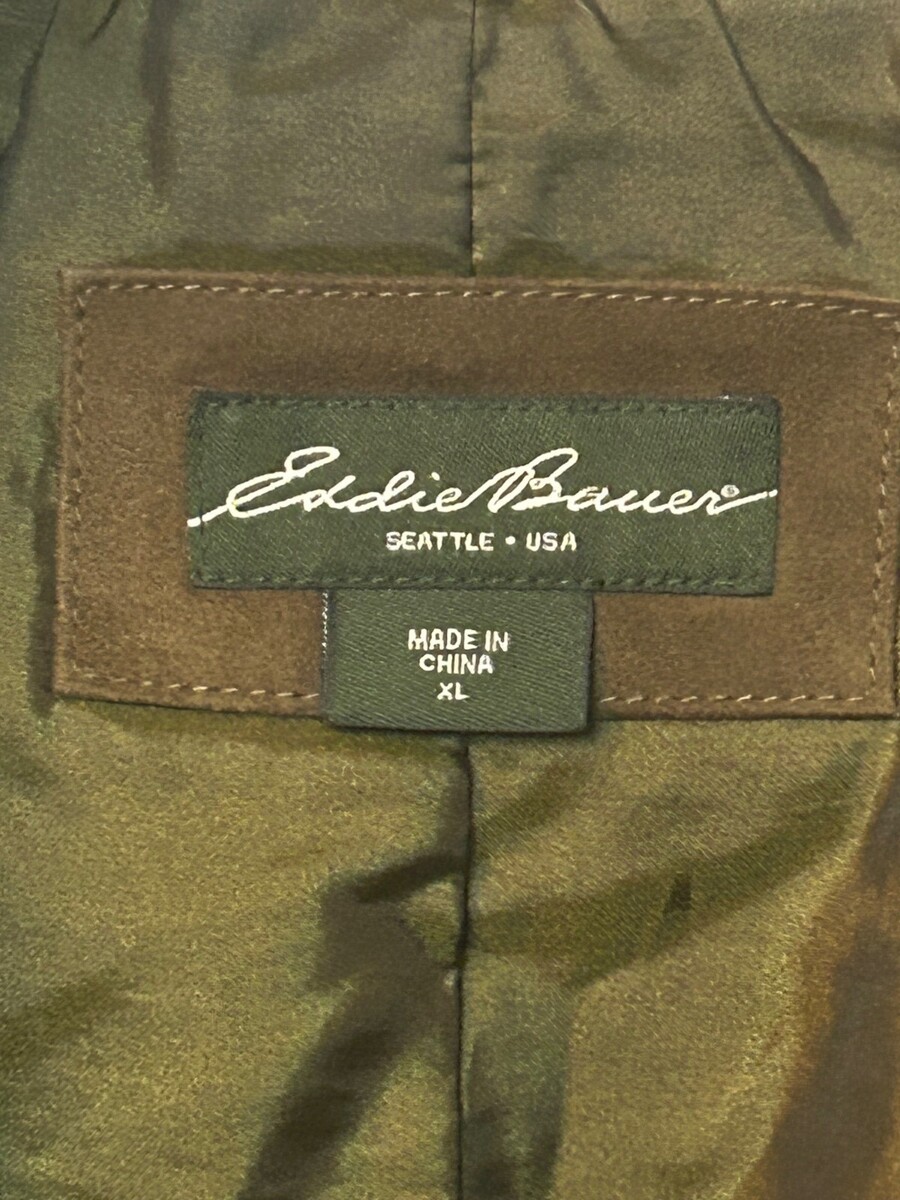 Eddie Bauer®
SEATTLE • USA
MADE IN
CHINA
XL